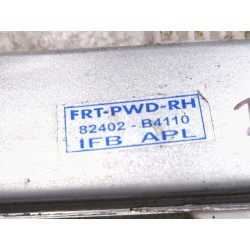 FRT-PWD-RH
82402 - B4110
IFB APL